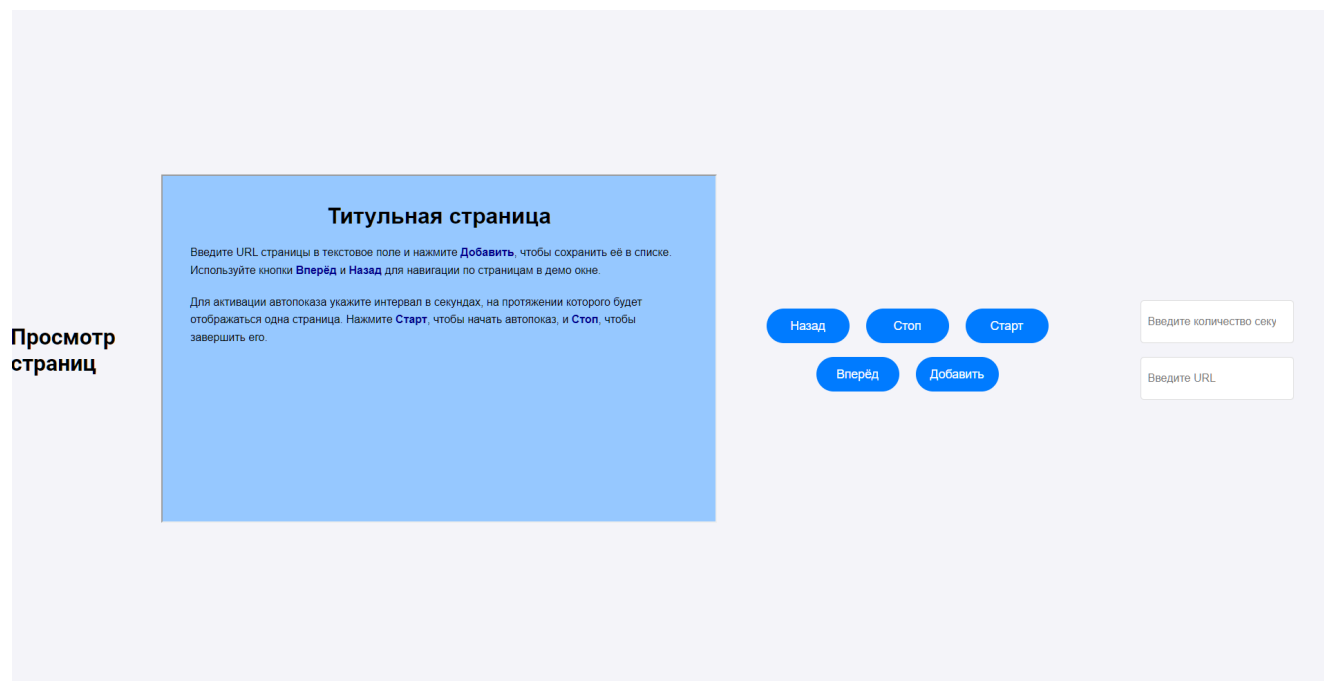 Просмотр
страниц
Титульная страница
Введите URL страницы в текстовое поле и нажмите Добавить, чтобы сохранить её в списке.
Используйте кнопки Вперёд и Назад для навигации по страницам в демо окне.
Для активации автопоказа укажите интервал в секундах, на протяжении которого будет
отображаться одна страница. Нажмите Старт, чтобы начать автопоказ, и Стоп, чтобы
завершить его.
Назад
Стоп
Старт
Вперёд
Добавить
Введите количество секу
Введите URL